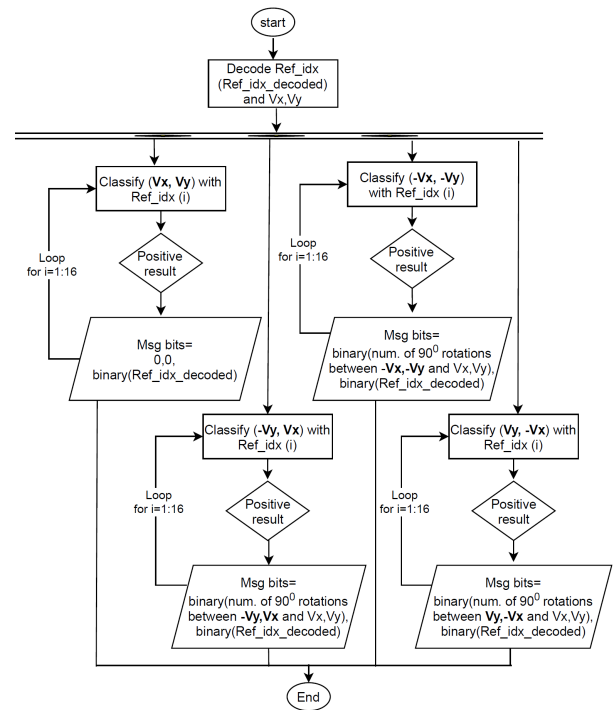 start
Decode Ref_idx
(Ref_idx_decoded)
and Vx,Vy
Classify (Vx, Vy) with
Ref_idx (i)
Positive
result
Loop
for i=1:16
Msg bits=
0,0,
binary(Ref_idx_decoded)
Classify (-Vx, -Vy)
with Ref_idx (i)
Positive
result
Loop
for i=1:16
Msg bits=
binary(num. of 90⁰ rotations
between -Vx,-Vy and Vx,Vy),
binary(Ref_idx_decoded)
Classify (-Vy, Vx) with
Ref_idx (i)
Positive
result
Loop
for i=1:16
Msg bits=
binary(num. of 90⁰ rotations
between -Vy,Vx and Vx,Vy),
binary(Ref_idx_decoded)
Classify (Vy, -Vx) with
Ref_idx (i)
Positive
result
Loop
for i=1:16
Msg bits=
binary(num. of 90⁰ rotations
between Vy,-Vx and Vx,Vy),
binary(Ref_idx_decoded)
End